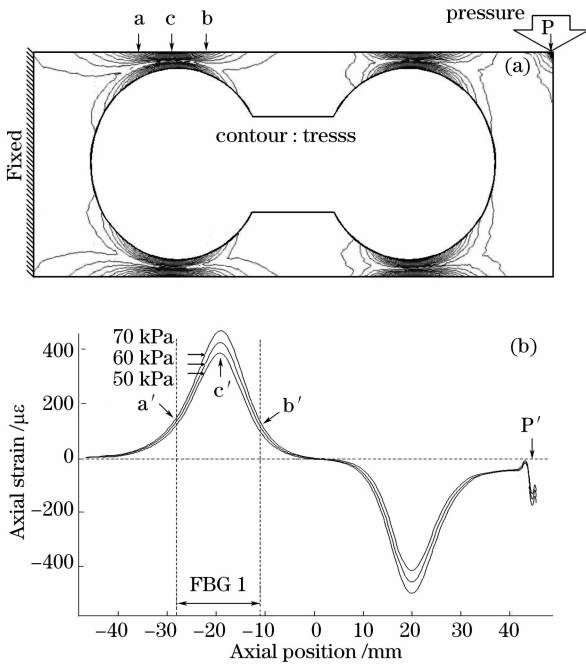 a c b
pressure
P
(a)
contour : tresss
Fixed
(b)
70 kPa
60 kPa
50 kPa
a′
c′
b′
P′
400
200
0
−200
−400
Axial strain /με
FBG 1
−40 −30 −20 −10 0 10 20 30 40
Axial position /mm